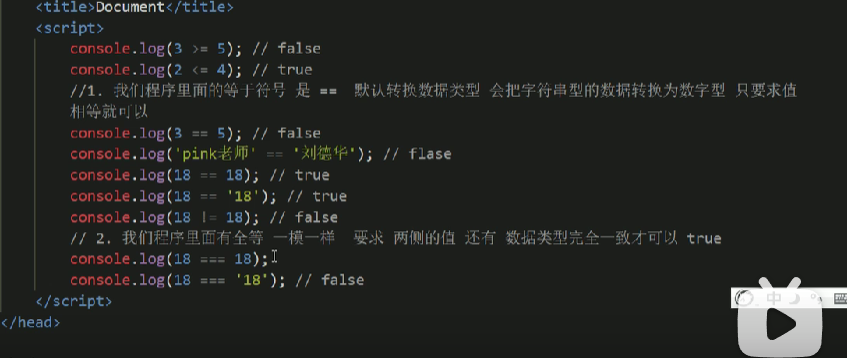 <title>Document</title>
<script>
console.log(3 >= 5); // false
console.log(2 <= 4); // true
//1. 我们程序里面的等于符号 是 == 默认转换数据类型 会把字符串型的数据转换为数字型 只要求值
相等就可以
console.log(3 == 5); // false
console.log('pink老师' == '刘德华'); // flase
console.log(18 == 18); // true
console.log(18 == '18'); // true
console.log(18 != 18); // false
// 2. 我们程序里面有全等 一模一样 要求 两侧的值 还有 数据类型完全一致才可以 true
console.log(18 === 18);
console.log(18 === '18'); // false
</script>
</head>
中